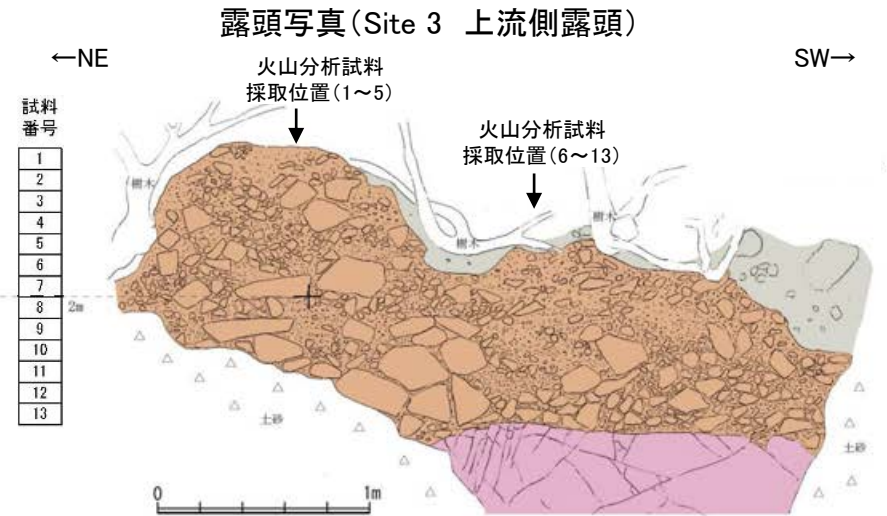 露頭写真(Site 3 上流側露頭)
←NE
SW→
火山分析試料
採取位置(1～5)
火山分析試料
採取位置(6～13)
試料
番号
1
2
3
4
5
6
7
8
9
10
11
12
13
2m
樹木
樹木
樹木
土砂
土砂
0
1m